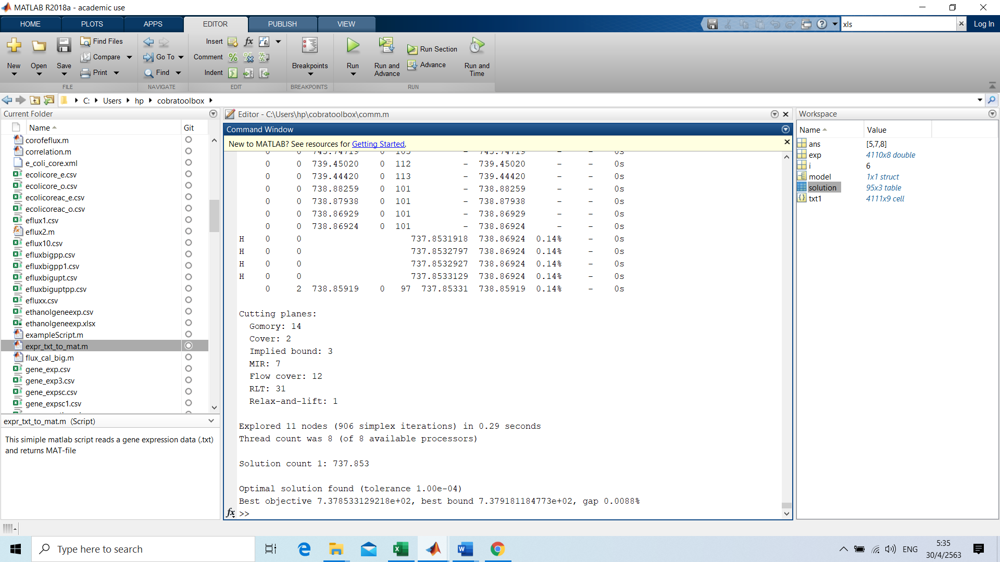 MATLAB R2018a - academic use
HOME PLOTS APPS EDITOR PUBLISH VIEW
xls
Log In
New Open Save
Find Files
Compare
Print
FILE
Go To
Find
NAVIGATE
Insert
Comment
Indent
EDIT
Breakpoints
BREAKPOINTS
Run
Run and Advance
Run Section
Advance
Run and Time
RUN
C: Users hp cobratoolbox
Current Folder
Name Git
corofeflux.m
correlation.m
e_coli_core.xml
ecolicore_e.csv
ecolicore_o.csv
ecolicoreac_e.csv
ecolicoreac_o.csv
eflux1.csv
eflux2.m
eflux10.csv
efluxbigpp.csv
efluxbigpp1.csv
efluxbigupt.csv
efluxbiguptpp.csv
efluxx.csv
ethanolgeneexp.csv
ethanolgeneexp.xlsx
exampleScript.m
expr_txt_to_mat.m
flux_cal_big.m
gene_exp.csv
gene_exp3.csv
gene_expsc.csv
gene_expsc1.csv
expr_txt_to_mat.m (Script)
This simiple matlab script reads a gene expression data (.txt)
and returns MAT-file
Editor - C:\Users\hp\cobratoolbox\comm.m
Command Window
New to MATLAB? See resources for Getting Started.
0 0 739.45020 0 112 - 739.45020 - - 0s
0 0 739.44420 0 113 - 739.44420 - - 0s
0 0 738.88259 0 101 - 738.88259 - - 0s
0 0 738.87938 0 101 - 738.87938 - - 0s
0 0 738.86929 0 101 - 738.86929 - - 0s
0 0 738.86924 0 101 - 738.86924 - - 0s
H 0 0 737.8531918 738.86924 0.14% - 0s
H 0 0 737.8532797 738.86924 0.14% - 0s
H 0 0 737.8532927 738.86924 0.14% - 0s
H 0 0 737.8533129 738.86924 0.14% - 0s
0 2 738.85919 0 97 737.85331 738.85919 0.14% - 0s
Cutting planes:
Gomory: 14
Cover: 2
Implied bound: 3
MIR: 7
Flow cover: 12
RLT: 31
Relax-and-lift: 1
Explored 11 nodes (906 simplex iterations) in 0.29 seconds
Thread count was 8 (of 8 available processors)
Solution count 1: 737.853
Optimal solution found (tolerance 1.00e-04)
Best objective 7.378533129218e+02, best bound 7.379181184773e+02, gap 0.0088%
fx >>
Workspace
Name Value
ans [5,7,8]
exp 4110x8 double
i 6
model 1x1 struct
solution 95x3 table
txt1 4111x9 cell
Type here to search
ENG
5:35
30/4/2563